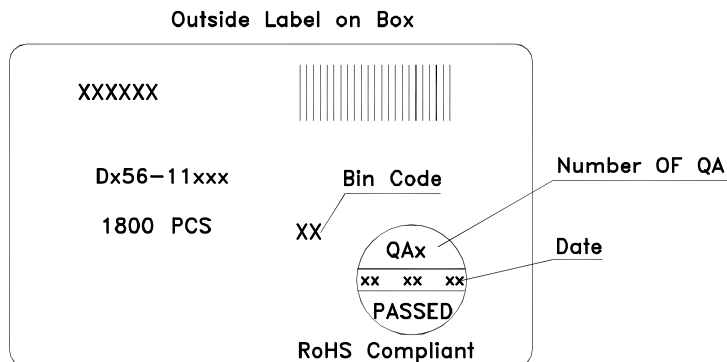 Outside Label on Box
XXXXXX
Number OF QA
Dx56-11xxx
Bin Code
1800 PCS
XX
QAx
Date
xx xx xx
PASSED
RoHS Compliant